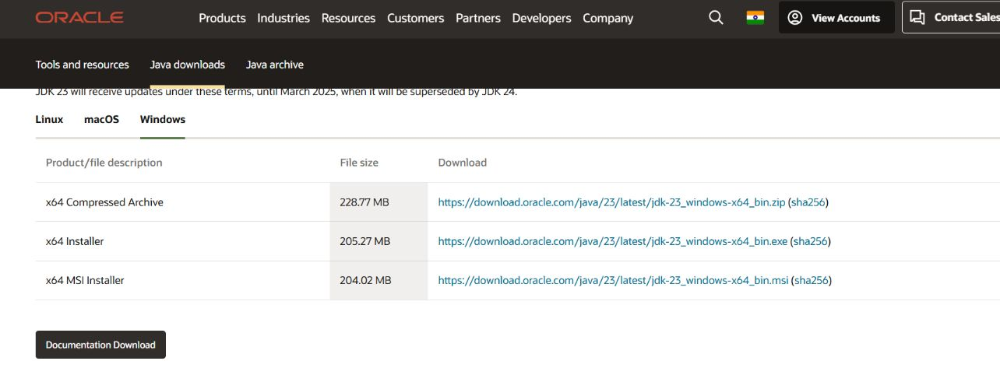 ORACLE Products Industries Resources Customers Partners Developers Company View Accounts Contact Sales
Tools and resources Java downloads Java archive
JDK 23 will receive updates under these terms, until March 2025, when it will be superseded by JDK 24.
Linux macOS Windows
Product/file description File size Download
x64 Compressed Archive 228.77 MB https://download.oracle.com/java/23/latest/jdk-23_windows-x64_bin.zip (sha256)
x64 Installer 205.27 MB https://download.oracle.com/java/23/latest/jdk-23_windows-x64_bin.exe (sha256)
x64 MSI Installer 204.02 MB https://download.oracle.com/java/23/latest/jdk-23_windows-x64_bin.msi (sha256)
Documentation Download